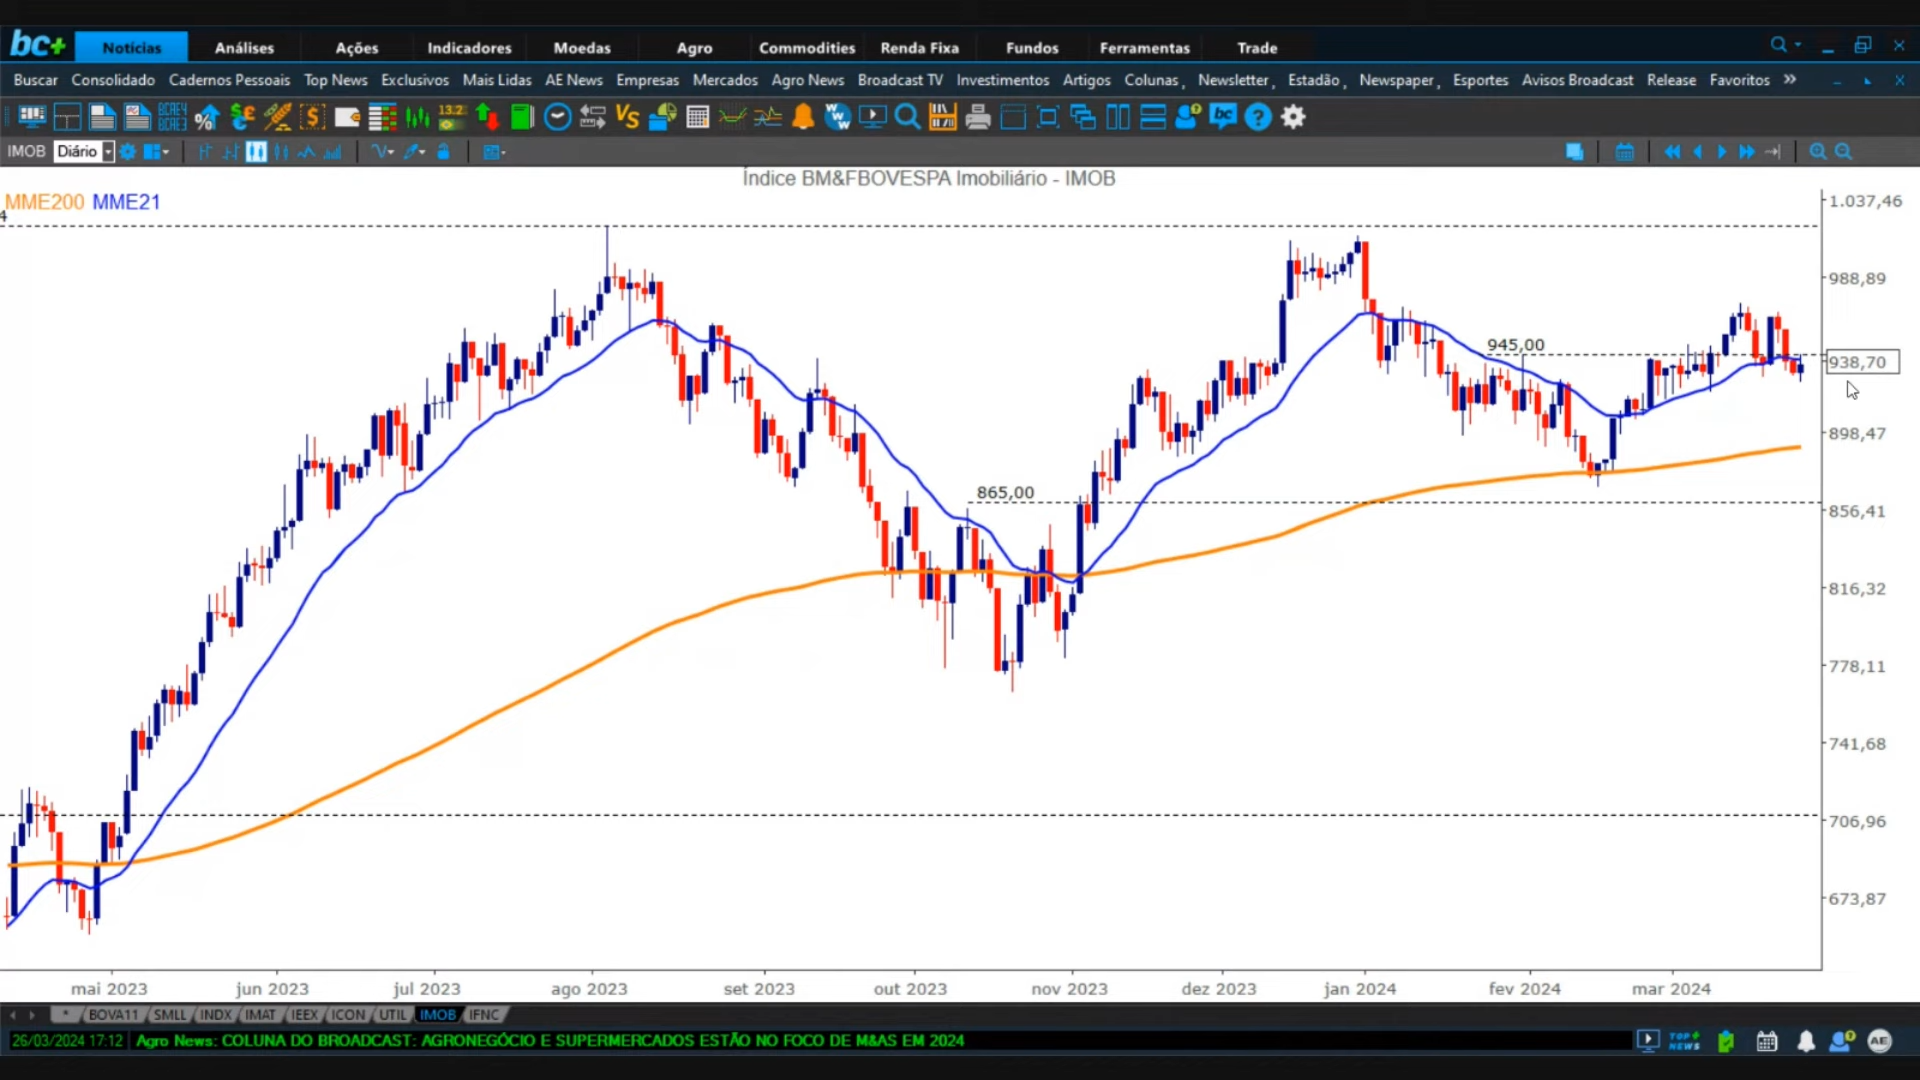 bc+ Notícias Análises Ações Indicadores Moedas Agro Commodities Renda Fixa Fundos Ferramentas Trade
Buscar Consolidado Cadernos Pessoais Top News Exclusivos Mais Lidas AE News Empresas Mercados Agro News Broadcast TV Investimentos Artigos Colunas, Newsletter, Estadão, Newspaper, Esportes Avisos Broadcast Release Favoritos »
IMOB Diário
Índice BM&FBOVESPA Imobiliário - IMOB
MME200 MME21
4
1.037,46
988,89
945,00
938,70
898,47
865,00
856,41
816,32
778,11
741,68
706,96
673,87
mai 2023 jun 2023 jul 2023 ago 2023 set 2023 out 2023 nov 2023 dez 2023 jan 2024 fev 2024 mar 2024
* BOVA11 SMLL INDX IMAT IEEX ICON UTIL IMOB IFNC
26/03/2024 17:12 Agro News: COLUNA DO BROADCAST: AGRONEGÓCIO E SUPERMERCADOS ESTÃO NO FOCO DE M&AS EM 2024 TOP+ NEWS AE